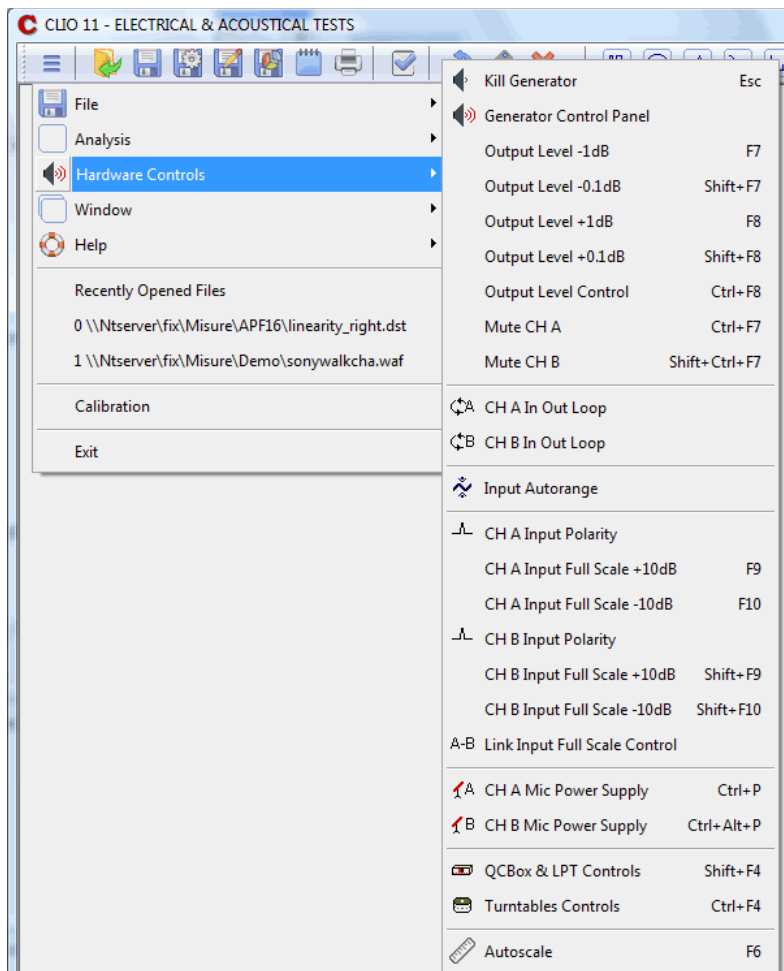 CLIO 11 - ELECTRICAL & ACOUSTICAL TESTS
File
Analysis
Hardware Controls
Window
Help
Recently Opened Files
0 \\Ntserver\fix\Misure\APF16\linearity_right.dst
1 \\Ntserver\fix\Misure\Demo\sonywalkcha.waf
Calibration
Exit
Kill Generator Esc
Generator Control Panel
Output Level -1dB F7
Output Level -0.1dB Shift+F7
Output Level +1dB F8
Output Level +0.1dB Shift+F8
Output Level Control Ctrl+F8
Mute CH A Ctrl+F7
Mute CH B Shift+Ctrl+F7
A CH A In Out Loop
B CH B In Out Loop
Input Autorange
CH A Input Polarity
CH A Input Full Scale +10dB F9
CH A Input Full Scale -10dB F10
CH B Input Polarity
CH B Input Full Scale +10dB Shift+F9
CH B Input Full Scale -10dB Shift+F10
A-B Link Input Full Scale Control
A CH A Mic Power Supply Ctrl+P
B CH B Mic Power Supply Ctrl+Alt+P
QCBox & LPT Controls Shift+F4
Turntables Controls Ctrl+F4
Autoscale F6